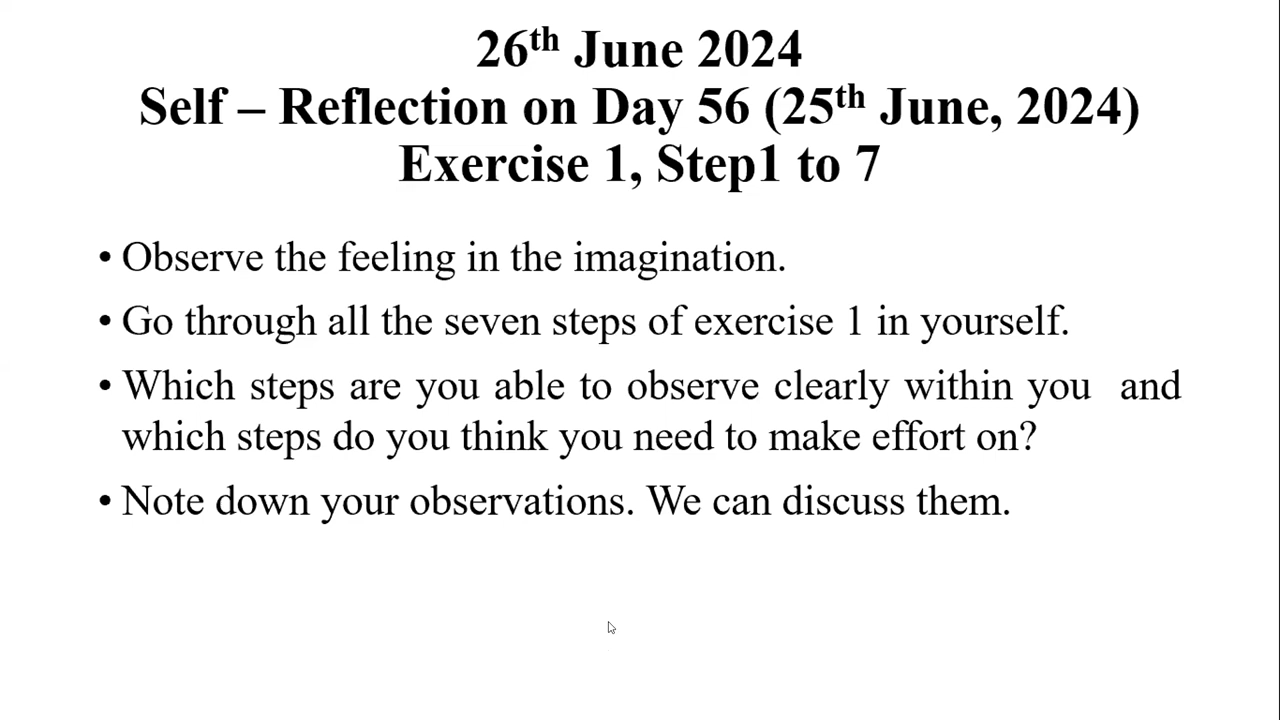 26th June 2024
Self – Reflection on Day 56 (25th June, 2024)
Exercise 1, Step1 to 7
• Observe the feeling in the imagination.
• Go through all the seven steps of exercise 1 in yourself.
• Which steps are you able to observe clearly within you  and
which steps do you think you need to make effort on?
• Note down your observations. We can discuss them.